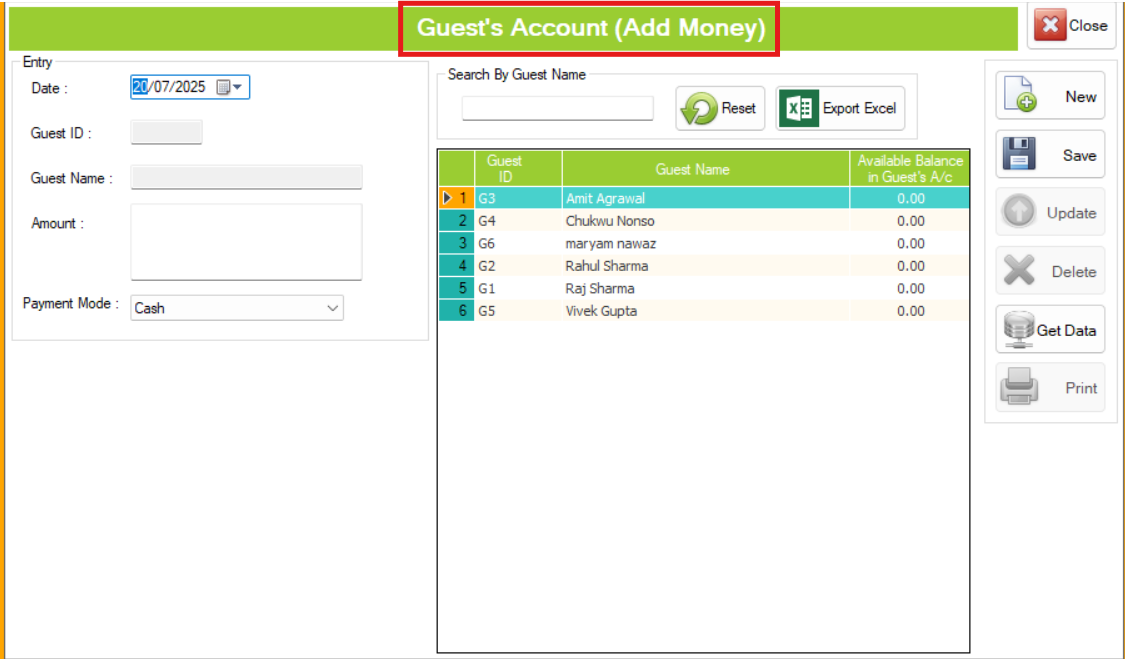 Guest's Account (Add Money)
Close
Entry
Date :
20/07/2025
Guest ID :
Guest Name :
Amount :
Payment Mode :
Cash
Search By Guest Name
Reset
Export Excel
Guest ID
Guest Name
Available Balance in Guest's A/c
1 G3 Amit Agrawal 0.00
2 G4 Chukwu Nonso 0.00
3 G6 maryam nawaz 0.00
4 G2 Rahul Sharma 0.00
5 G1 Raj Sharma 0.00
6 G5 Vivek Gupta 0.00
New
Save
Update
Delete
Get Data
Print